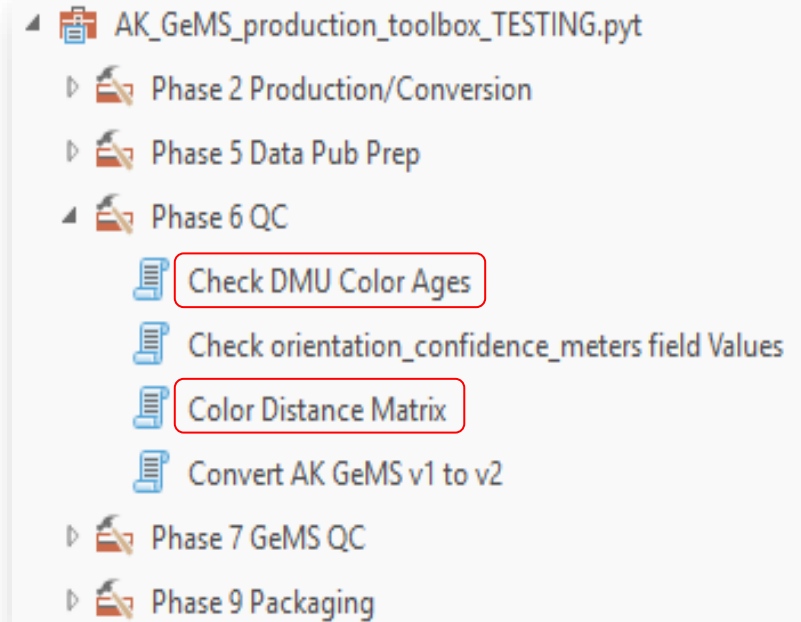 AK_GeMS_production_toolbox_TESTING.pyt
Phase 2 Production/Conversion
Phase 5 Data Pub Prep
Phase 6 QC
Check DMU Color Ages
Check orientation_confidence_meters field Values
Color Distance Matrix
Convert AK GeMS v1 to v2
Phase 7 GeMS QC
Phase 9 Packaging